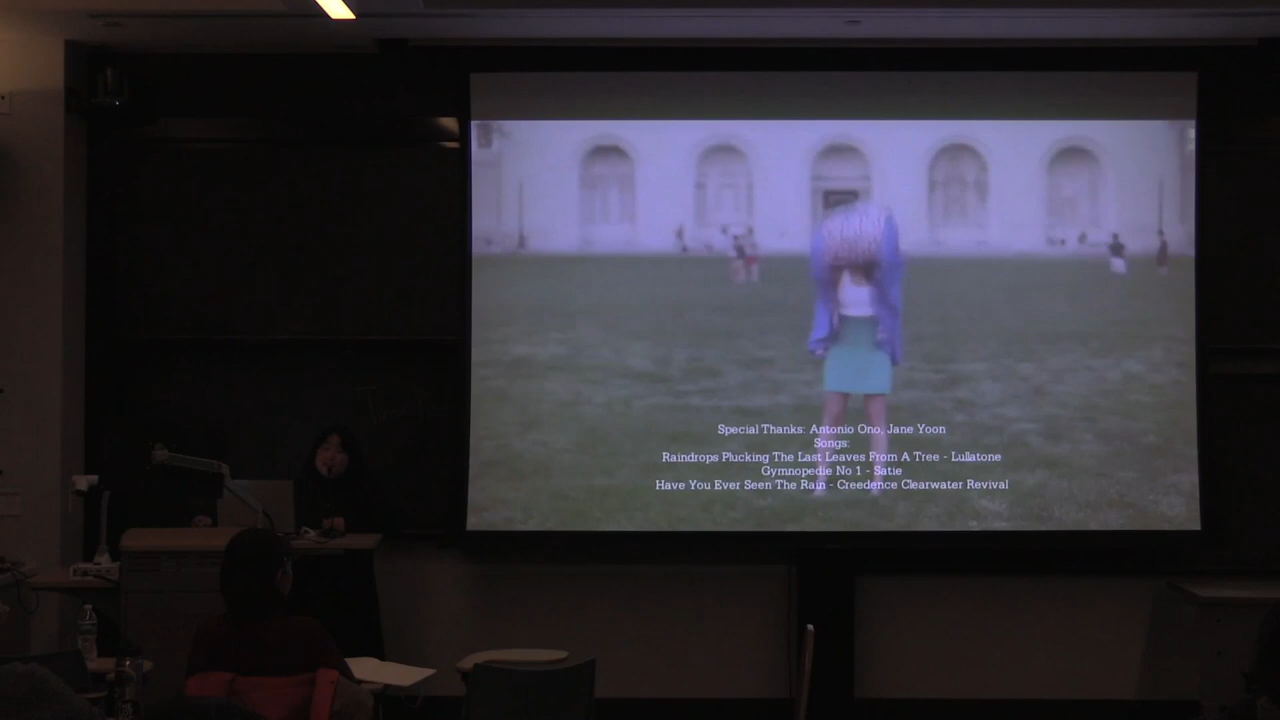 Special Thanks: Antonio Ono, Jane Yoon
Songs:
Raindrops Plucking The Last Leaves From A Tree - Lullatone
Gymnopedie No 1 - Satie
Have You Ever Seen The Rain - Creedence Clearwater Revival